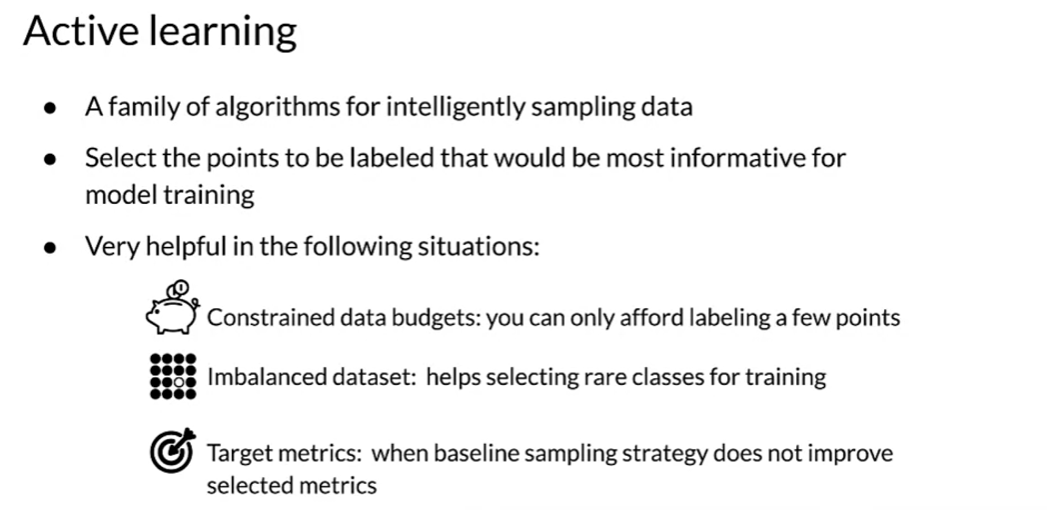 Active learning
● A family of algorithms for intelligently sampling data
● Select the points to be labeled that would be most informative for
model training
● Very helpful in the following situations:
Constrained data budgets: you can only afford labeling a few points
Imbalanced dataset: helps selecting rare classes for training
Target metrics: when baseline sampling strategy does not improve
selected metrics